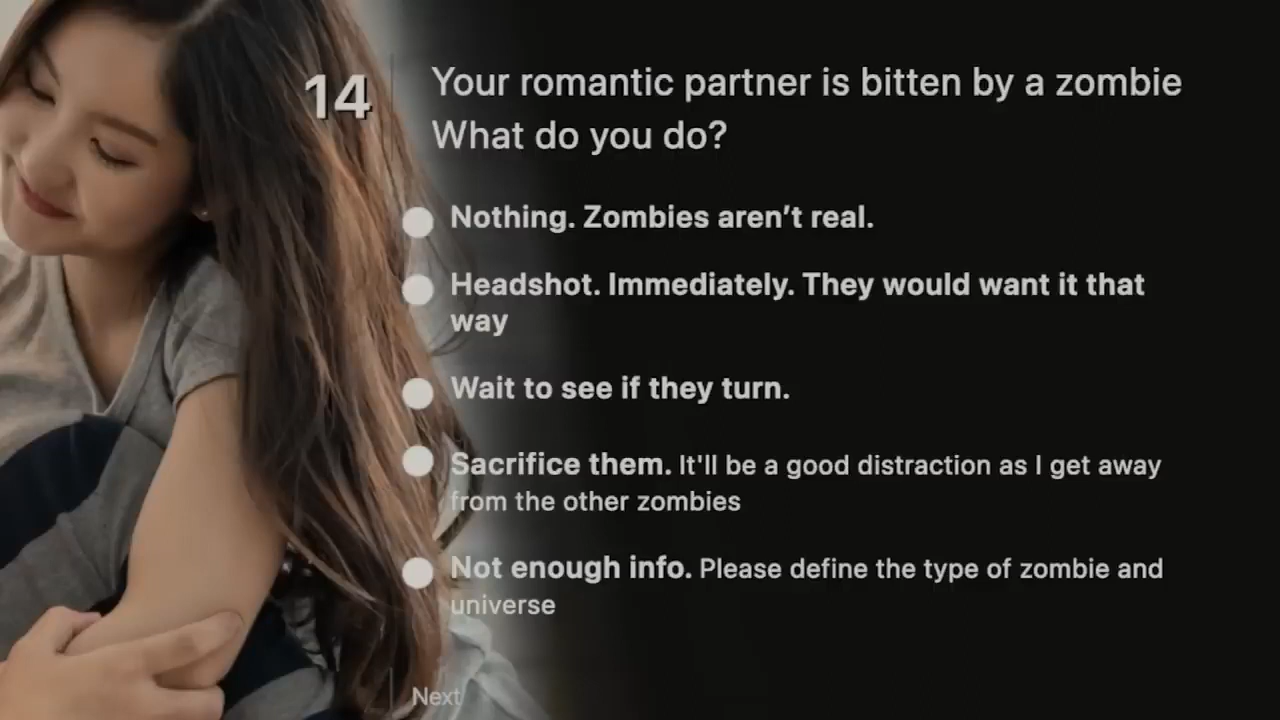 14
Your romantic partner is bitten by a zombie
What do you do?
Nothing. Zombies aren’t real.
Headshot. Immediately. They would want it that
way
Wait to see if they turn.
Sacrifice them. It'll be a good distraction as I get away
from the other zombies
Not enough info. Please define the type of zombie and
universe
Next